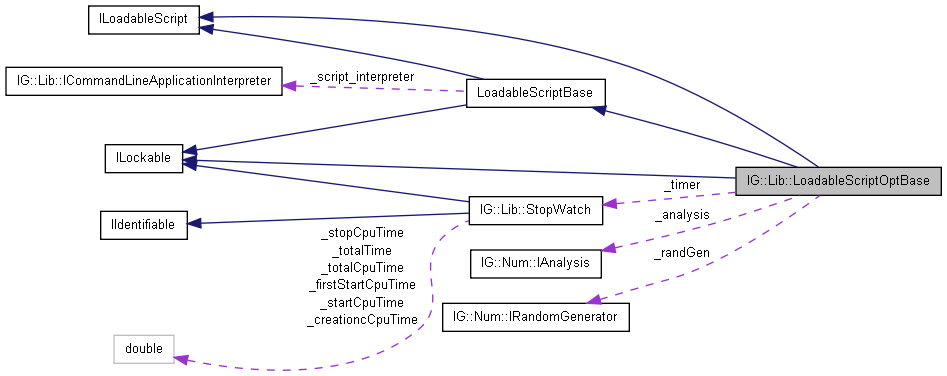 ILoadableScript
IG::Lib::ICommandLineApplicationInterpreter
_script_interpreter
LoadableScriptBase
ILockable
IG::Lib::LoadableScriptOptBase
_timer
IG::Lib::StopWatch
IIdentifiable
_analysis
_stopCpuTime
_totalTime
_totalCpuTime
_firstStartCpuTime
_startCpuTime
_creationcCpuTime
IG::Num::IAnalysis
_randGen
IG::Num::IRandomGenerator
double